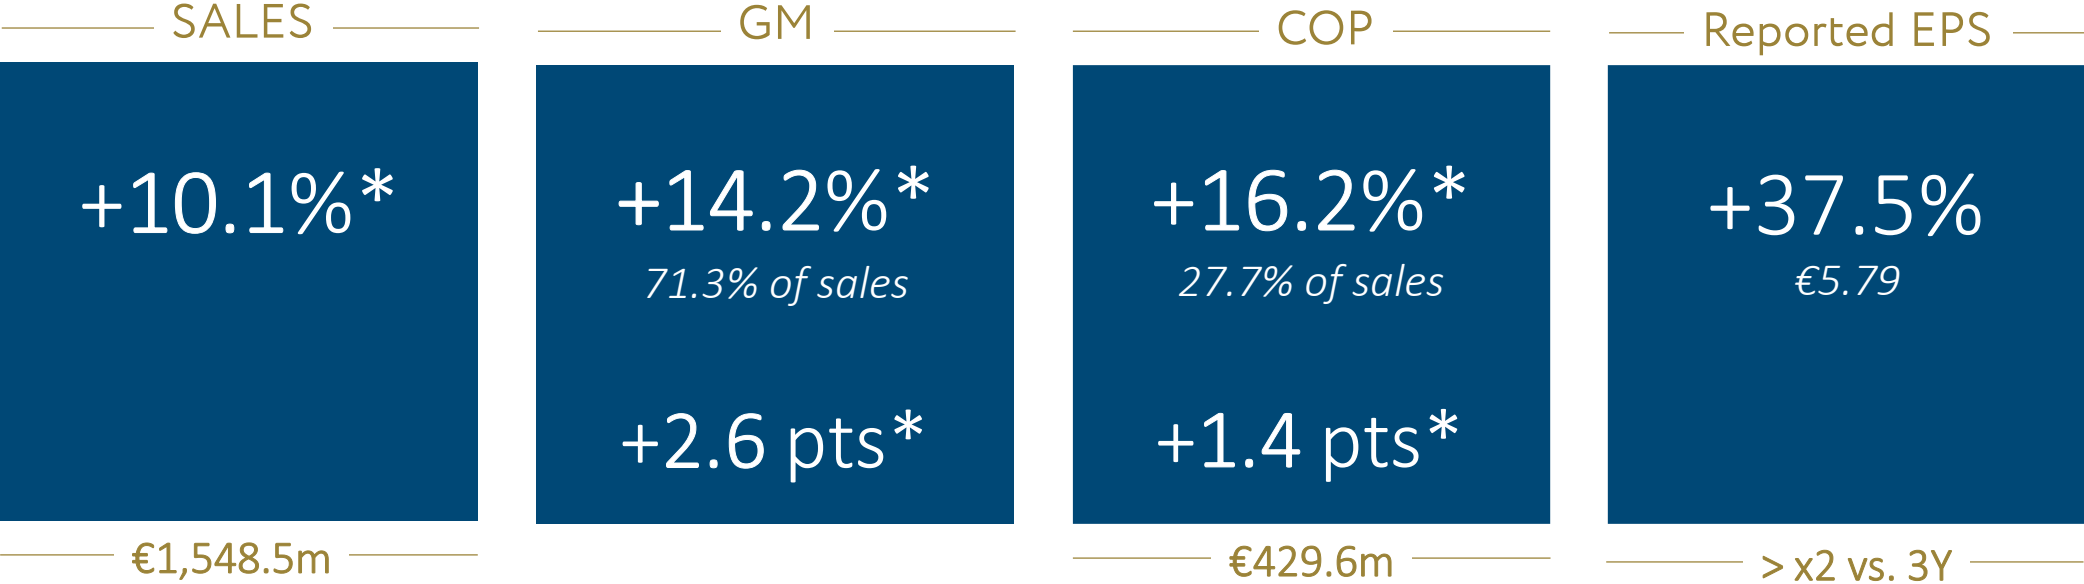 SALES
+10.1%*
€1,548.5m
GM
+14.2%*
71.3% of sales
+2.6 pts*
COP
+16.2%*
27.7% of sales
+1.4 pts*
€429.6m
Reported EPS
+37.5%
€5.79
> x2 vs. 3Y